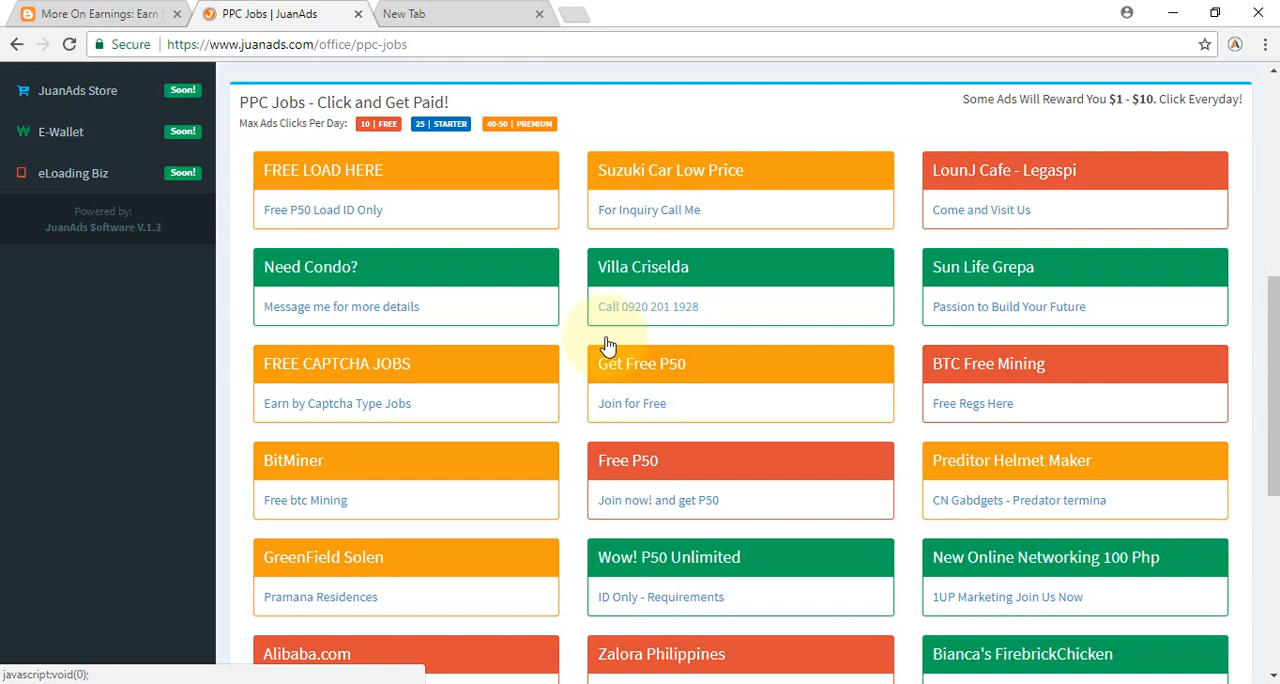 More On Earnings: Earn
PPC Jobs | JuanAds
New Tab
Secure
https://www.juanads.com/office/ppc-jobs
JuanAds Store
Soon!
E-Wallet
Soon!
eLoading Biz
Soon!
Powered by:
JuanAds Software V.1.3
PPC Jobs - Click and Get Paid!
Some Ads Will Reward You $1 - $10. Click Everyday!
Max Ads Clicks Per Day: 10 | FREE 25 | STARTER 40-50 | PREMIUM
FREE LOAD HERE
Free P50 Load ID Only
Suzuki Car Low Price
For Inquiry Call Me
LounJ Cafe - Legaspi
Come and Visit Us
Need Condo?
Message me for more details
Villa Criselda
Call 0920 201 1928
Sun Life Grepa
Passion to Build Your Future
FREE CAPTCHA JOBS
Earn by Captcha Type Jobs
Get Free P50
Join for Free
BTC Free Mining
Free Regs Here
BitMiner
Free btc Mining
Free P50
Join now! and get P50
Preditor Helmet Maker
CN Gabdgets - Predator termina
GreenField Solen
Pramana Residences
Wow! P50 Unlimited
ID Only - Requirements
New Online Networking 100 Php
1UP Marketing Join Us Now
Alibaba.com
Zalora Philippines
Bianca's FirebrickChicken
javascript:void(0);